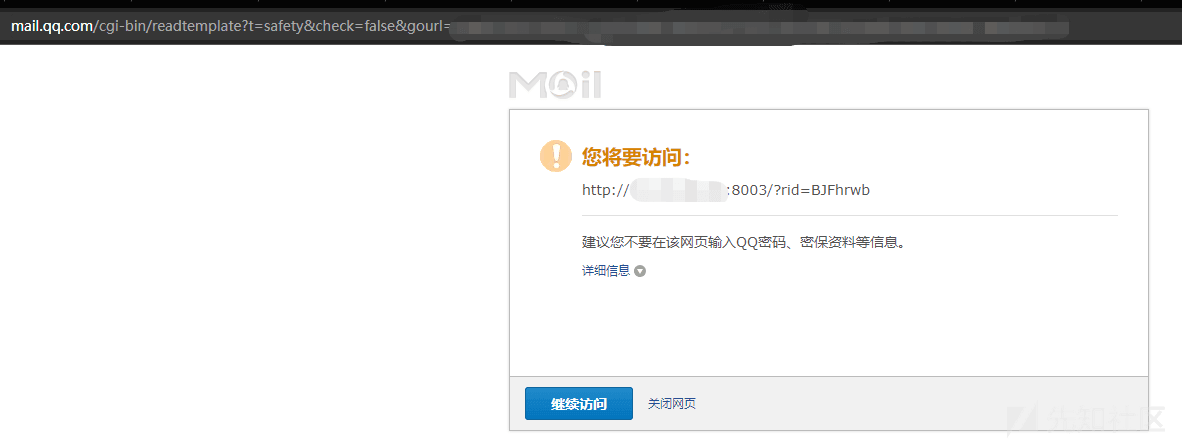 mail.qq.com/cgi-bin/readtemplate?t=safety&check=false&gourl=
Mail
您将要访问：
http://
:8003/?rid=BJFhrwb
建议您不要在该网页输入QQ密码、密保资料等信息。
详细信息
继续访问 关闭网页
先知社区